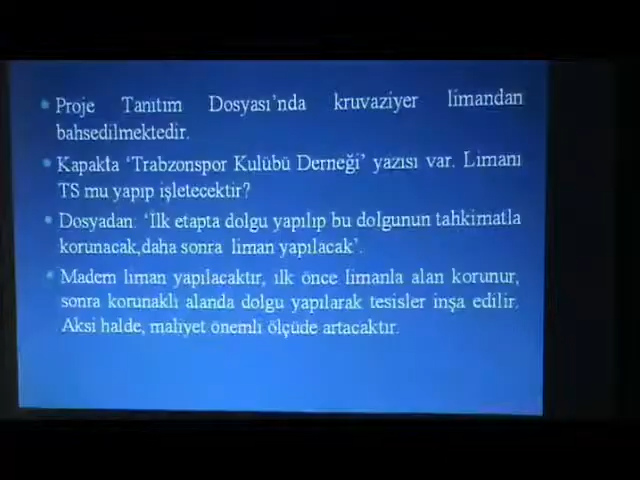 • Proje Tanıtım Dosyası'nda kruvaziyer limandan
bahsedilmektedir.
• Kapakta 'Trabzonspor Kulübü Derneği' yazısı var. Limanı
TS mu yapıp işletecektir?
• Dosyadan: 'İlk etapta dolgu yapılıp bu dolgunun tahkimatla
korunacak,daha sonra liman yapılacak'.
• Madem liman yapılacaktır, ilk önce limanla alan korunur,
sonra korunaklı alanda dolgu yapılarak tesisler inşa edilir.
Aksi halde, maliyet önemli ölçüde artacaktır.